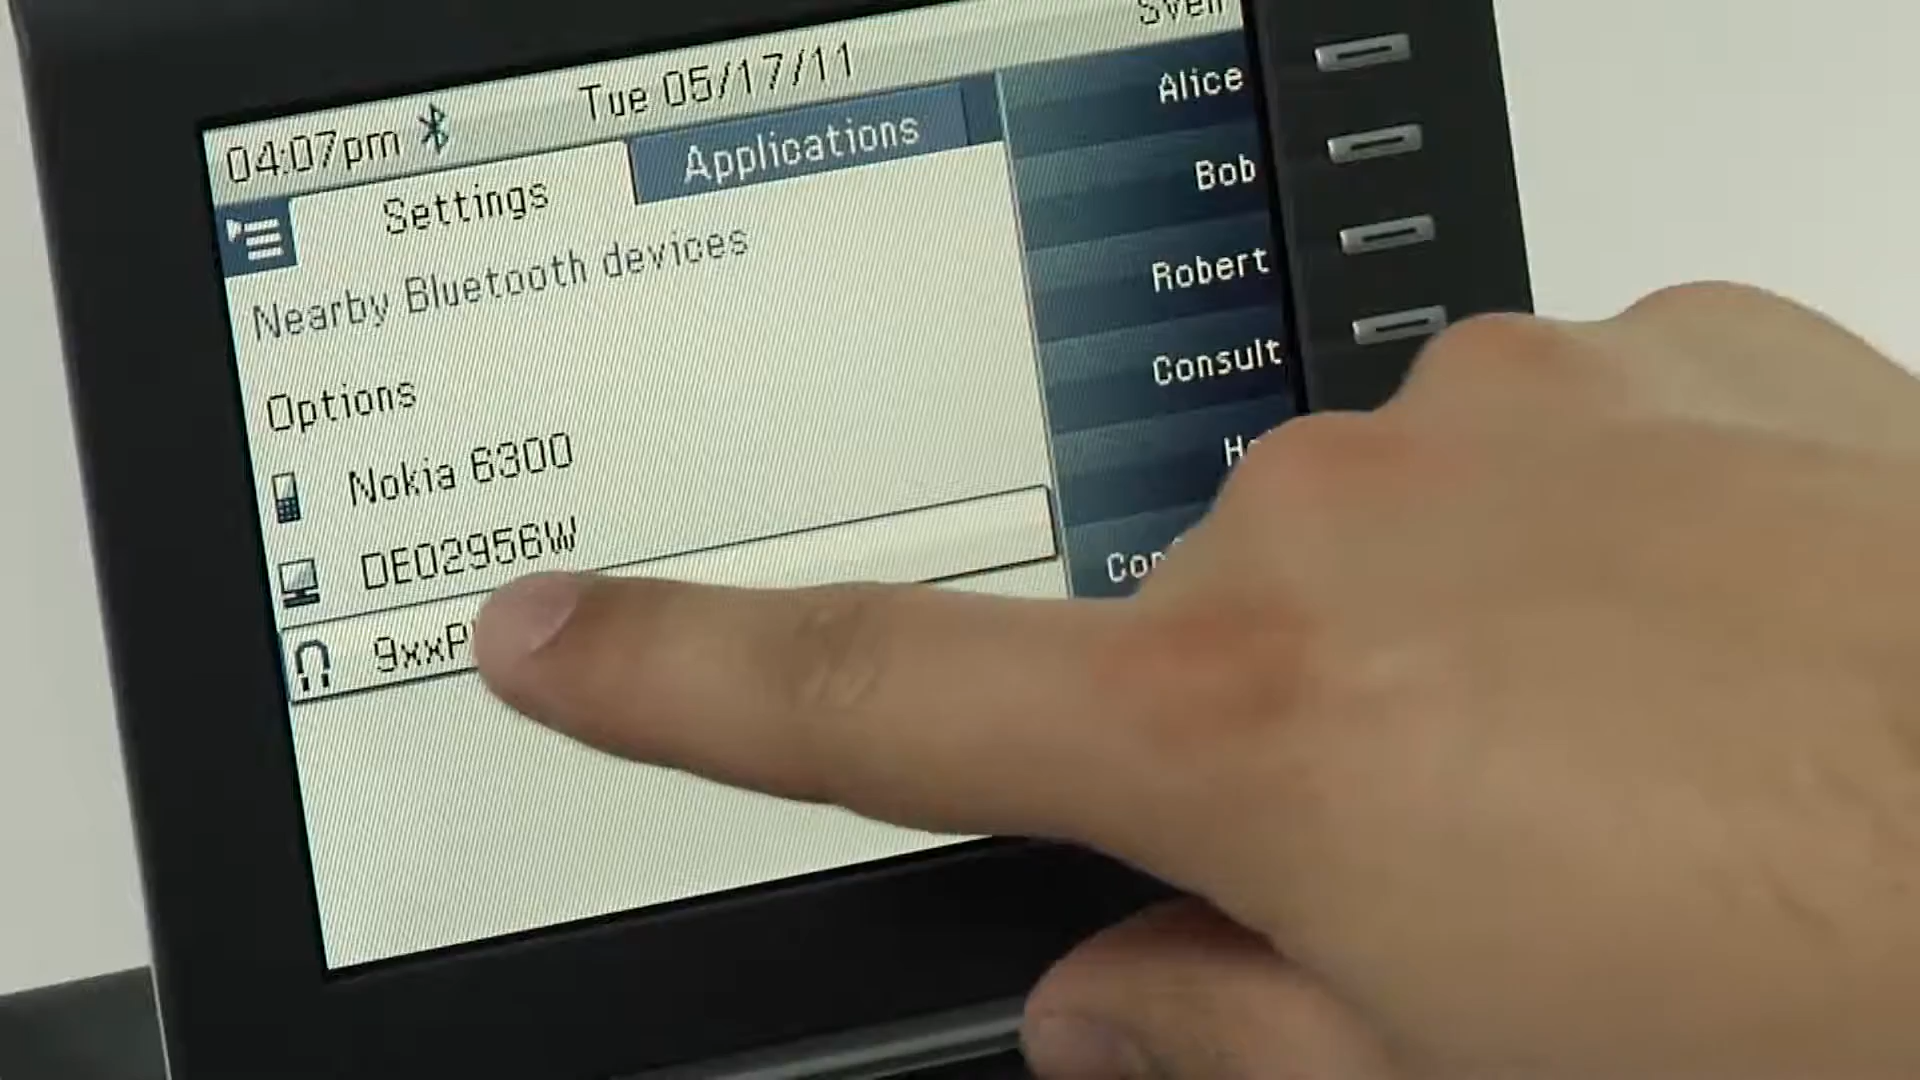 Sven
04:07pm
Tue 05/17/11
Settings
Applications
Nearby Bluetooth devices
Options
Nokia 6300
DE02956W
Alice
Bob
Robert
Consult